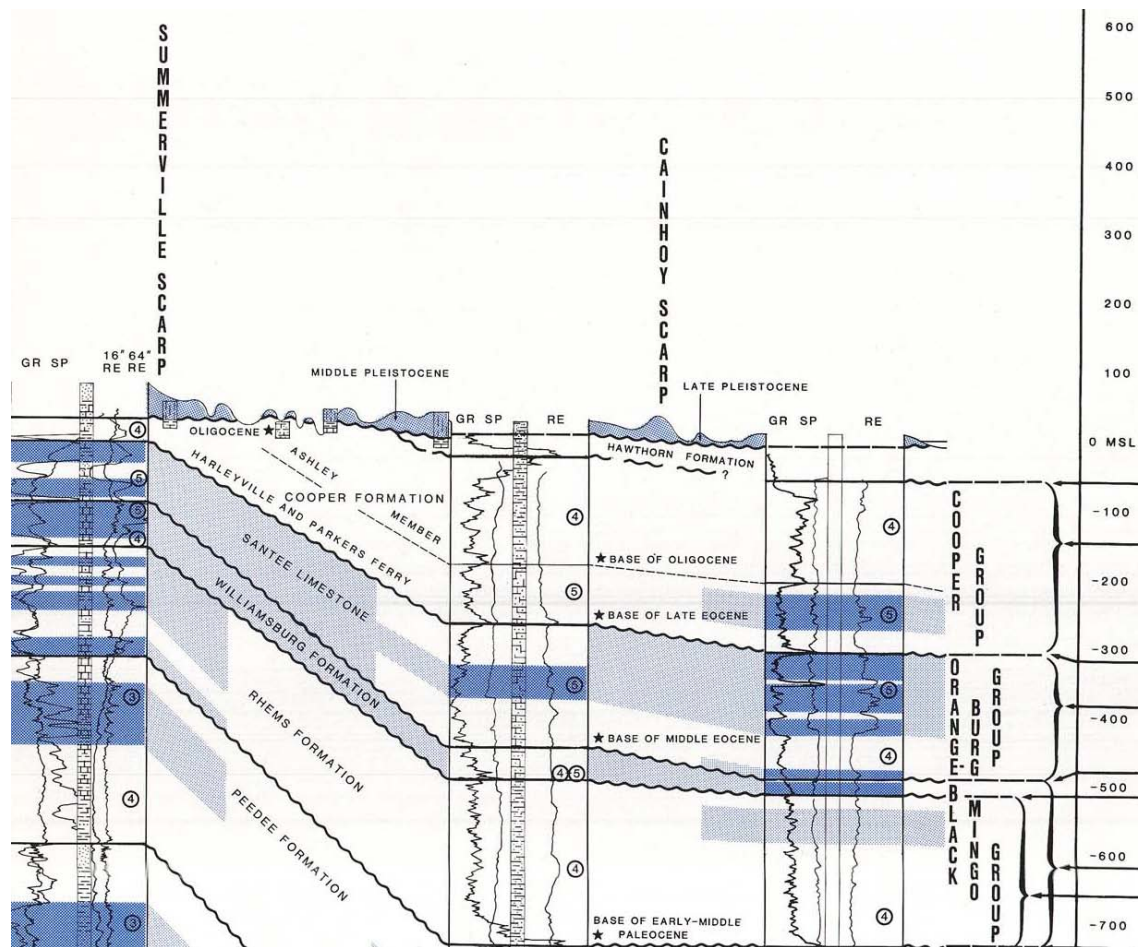 SUMMERVILLE SCARP
CAINHOY SCARP
600
500
400
300
200
100
0 MSL
-100
-200
-300
-400
-500
-600
-700
GR SP
16" 64"
RE RE
MIDDLE PLEISTOCENE
LATE PLEISTOCENE
GR SP RE
GR SP RE
OLIGOCENE ★
ASHLEY
MEMBER
COOPER FORMATION
HARLEYVILLE
AND PARKERS FERRY
SANTEE LIMESTONE
WILLIAMSBURG FORMATION
RHEMS FORMATION
PEEDEE FORMATION
HAWTHORN FORMATION
?
★ BASE OF OLIGOCENE
★ BASE OF LATE EOCENE
★ BASE OF MIDDLE EOCENE
BASE OF EARLY-MIDDLE
★ PALEOCENE
④
⑤
⑤
④
③
④
③
④
⑤
⑤
④⑤
④
④
⑤
⑤
④
④
COOPER
GROUP
ORANGE-
BURG
GROUP
BLACK
MINGO
GROUP